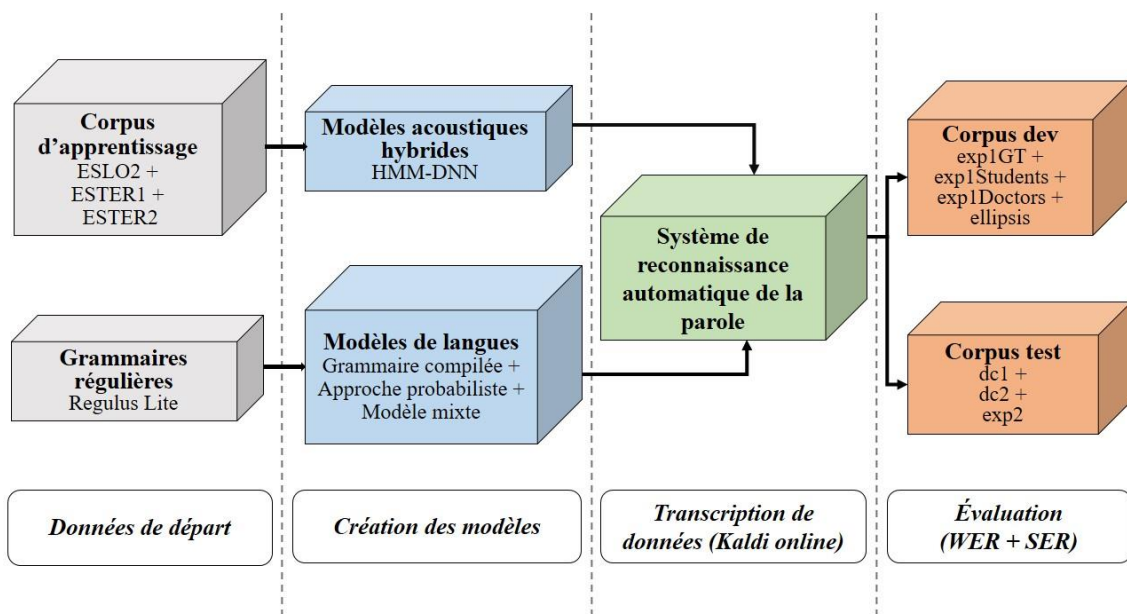 Corpus
d’apprentissage
ESLO2 +
ESTER1 +
ESTER2
Grammaires
régulières
Regulus Lite
Données de départ
Modèles acoustiques
hybrides
HMM-DNN
Modèles de langues
Grammaire compilée +
Approche probabiliste +
Modèle mixte
Création des modèles
Système de
reconnaissance
automatique de la
parole
Transcription de
données (Kaldi online)
Corpus dev
exp1GT +
exp1Students +
exp1Doctors +
ellipsis
Corpus test
dc1 +
dc2 +
exp2
Évaluation
(WER + SER)